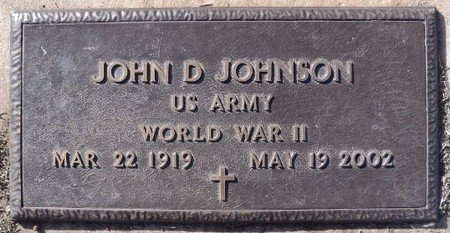 JOHN D JOHNSON
US ARMY
WORLD WAR II
MAR 22 1919 MAY 19 2002